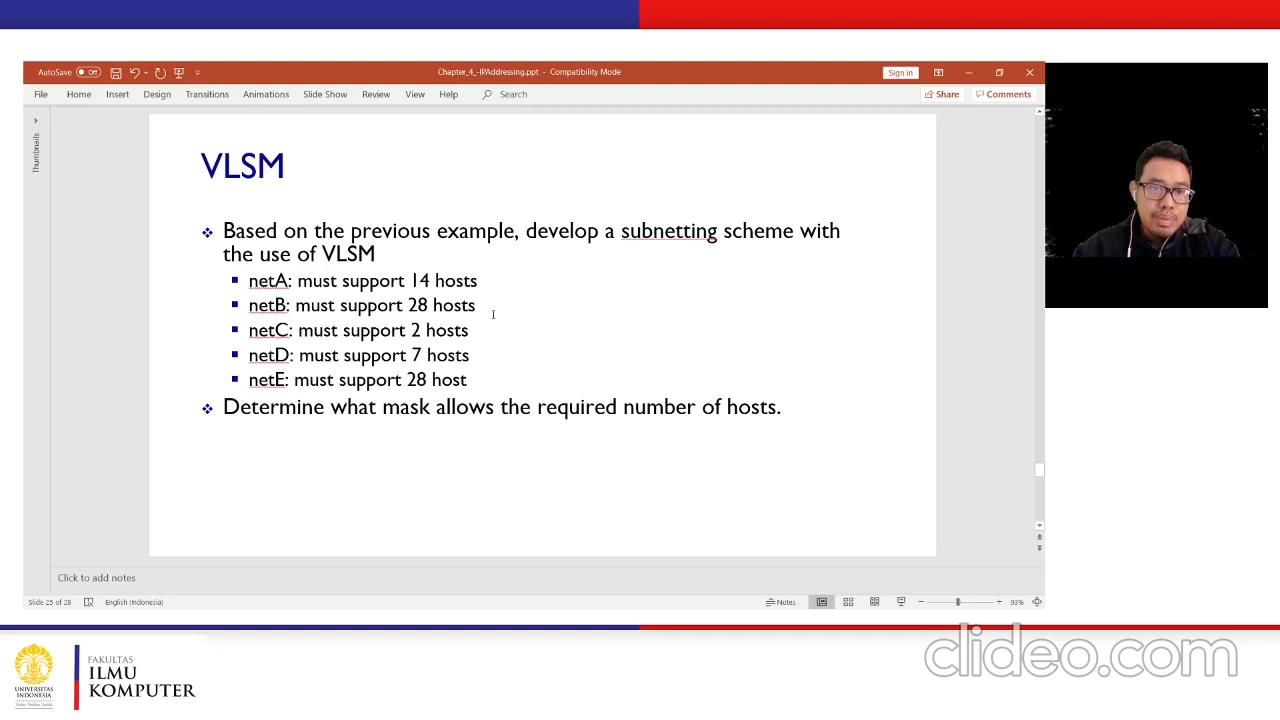 AutoSave Off
Chapter_4_-IPAddressing.ppt - Compatibility Mode
Sign in
File Home Insert Design Transitions Animations Slide Show Review View Help Search
Share Comments
Thumbnails
VLSM
Based on the previous example, develop a subnetting scheme with
the use of VLSM
netA: must support 14 hosts
netB: must support 28 hosts
netC: must support 2 hosts
netD: must support 7 hosts
netE: must support 28 host
Determine what mask allows the required number of hosts.
Click to add notes
Slide 25 of 28 English (Indonesia) Notes 93%
clideo.com
UNIVERSITAS
INDONESIA
FAKULTAS
ILMU
KOMPUTER